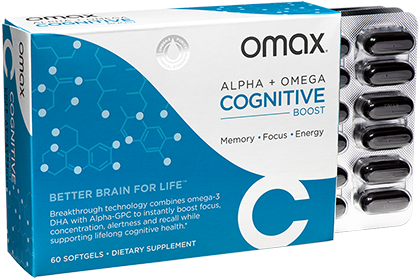 omax®
ALPHA + OMEGA
COGNITIVE
BOOST
Memory • Focus • Energy
BETTER BRAIN FOR LIFE™
Breakthrough technology combines omega-3
DHA with Alpha-GPC to instantly boost focus,
concentration, alertness and recall while
supporting lifelong cognitive health.*
60 SOFTGELS • DIETARY SUPPLEMENT
C
omax
C
COGNITIVE